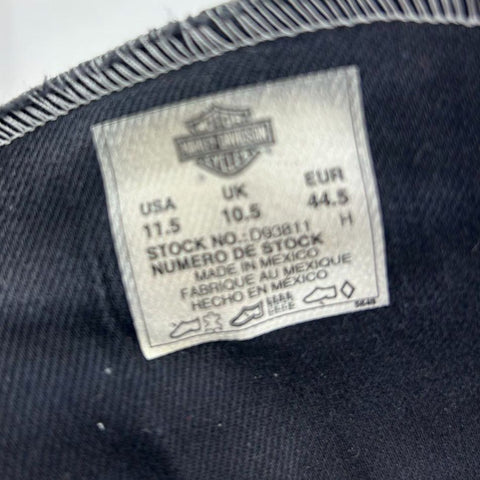 HARLEY-DAVIDSON
CYCLES
USA UK EUR
11.5 10.5 44.5
STOCK NO.: D93811 H
NUMERO DE STOCK
MADE IN MEXICO
FABRIQUE AU MEXIQUE
HECHO EN MEXICO